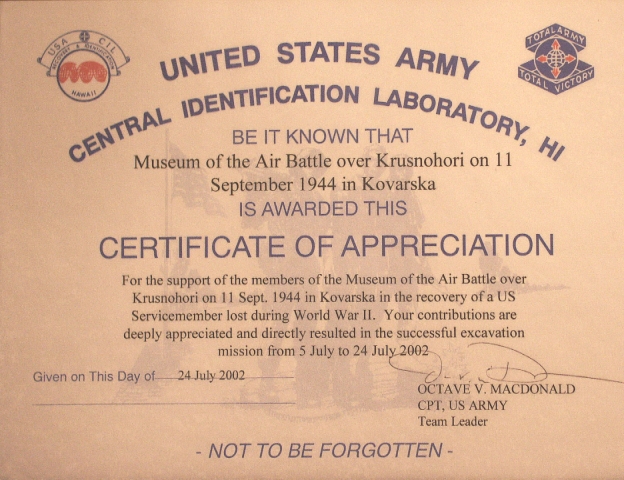 USA CIL
RECOVERY & IDENTIFICATION
HAWAII
TOTAL ARMY
TOTAL VICTORY
UNITED STATES ARMY
CENTRAL IDENTIFICATION LABORATORY, HI
BE IT KNOWN THAT
Museum of the Air Battle over Krusnohori on 11
September 1944 in Kovarska
IS AWARDED THIS
CERTIFICATE OF APPRECIATION
For the support of the members of the Museum of the Air Battle over
Krusnohori on 11 Sept. 1944 in Kovarska in the recovery of a US
Servicemember lost during World War II. Your contributions are
deeply appreciated and directly resulted in the successful excavation
mission from 5 July to 24 July 2002
Given on This Day of 24 July 2002
OCTAVE V. MACDONALD
CPT, US ARMY
Team Leader
- NOT TO BE FORGOTTEN -